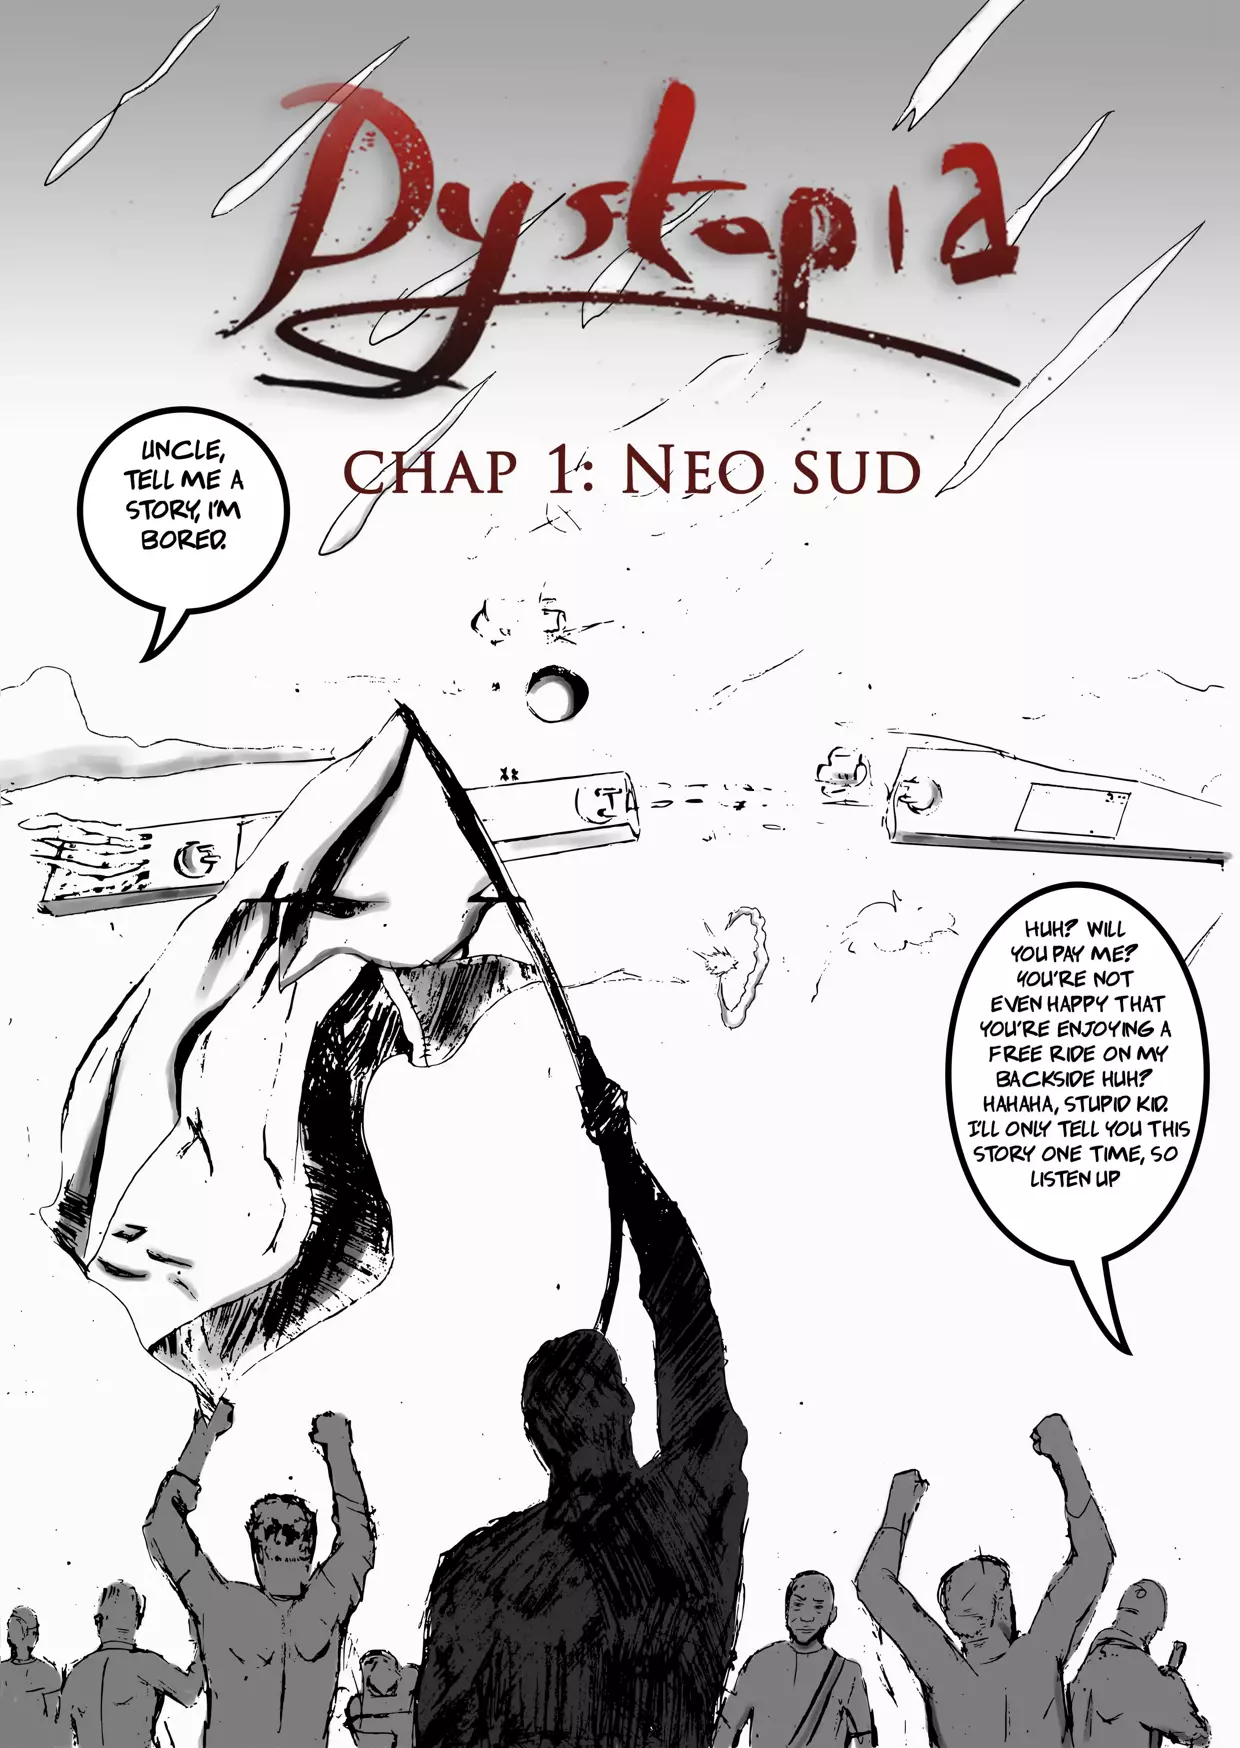 Dystopia
CHAP 1: NEO SUD
UNCLE,
TELL ME A
STORY, I'M
BORED.
HUH? WILL
YOU PAY ME?
YOU'RE NOT
EVEN HAPPY THAT
YOU'RE ENJOYING A
FREE RIDE ON MY
BACKSIDE HUH?
HAHAHA, STUPID KID.
I'LL ONLY TELL YOU THIS
STORY ONE TIME, SO
LISTEN UP